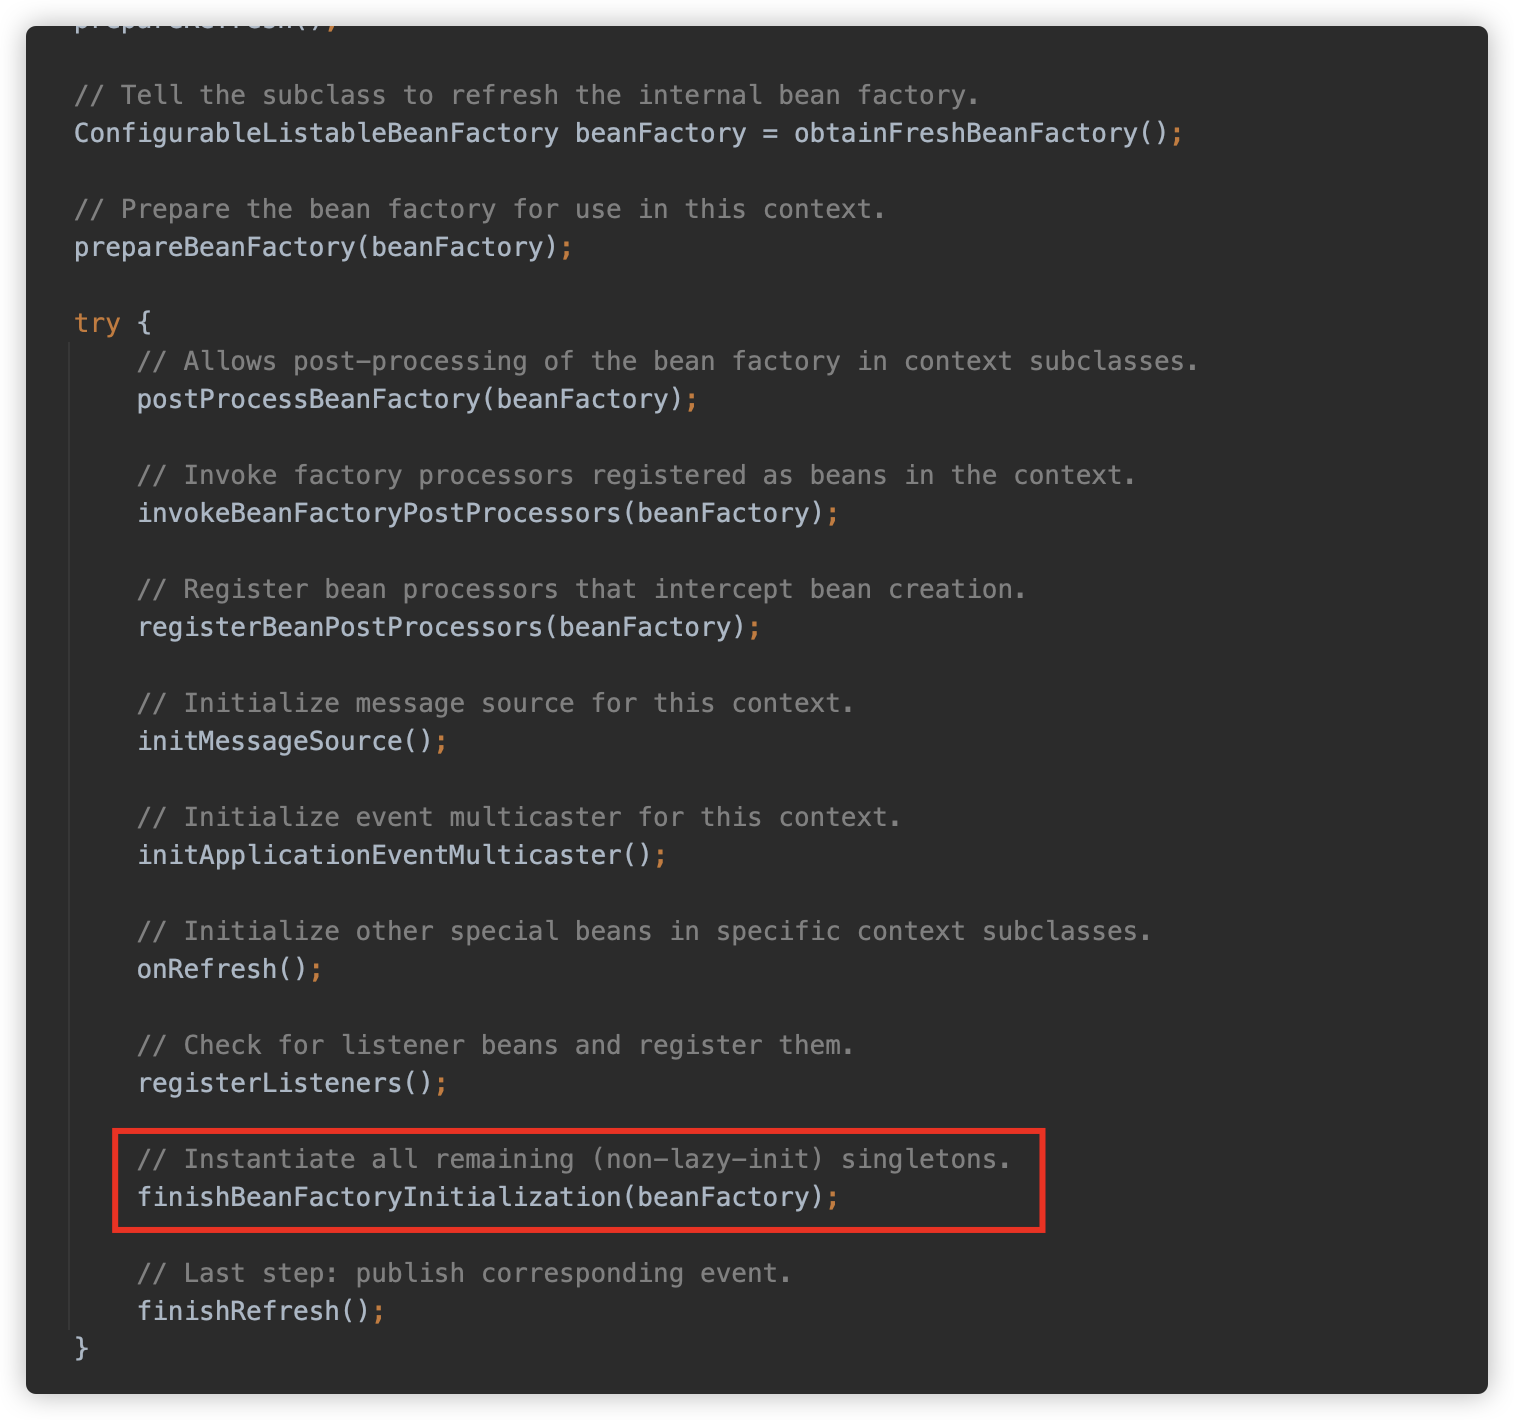 prepareRefresh();
// Tell the subclass to refresh the internal bean factory.
ConfigurableListableBeanFactory beanFactory = obtainFreshBeanFactory();
// Prepare the bean factory for use in this context.
prepareBeanFactory(beanFactory);
try {
// Allows post-processing of the bean factory in context subclasses.
postProcessBeanFactory(beanFactory);
// Invoke factory processors registered as beans in the context.
invokeBeanFactoryPostProcessors(beanFactory);
// Register bean processors that intercept bean creation.
registerBeanPostProcessors(beanFactory);
// Initialize message source for this context.
initMessageSource();
// Initialize event multicaster for this context.
initApplicationEventMulticaster();
// Initialize other special beans in specific context subclasses.
onRefresh();
// Check for listener beans and register them.
registerListeners();
// Instantiate all remaining (non-lazy-init) singletons.
finishBeanFactoryInitialization(beanFactory);
// Last step: publish corresponding event.
finishRefresh();
}